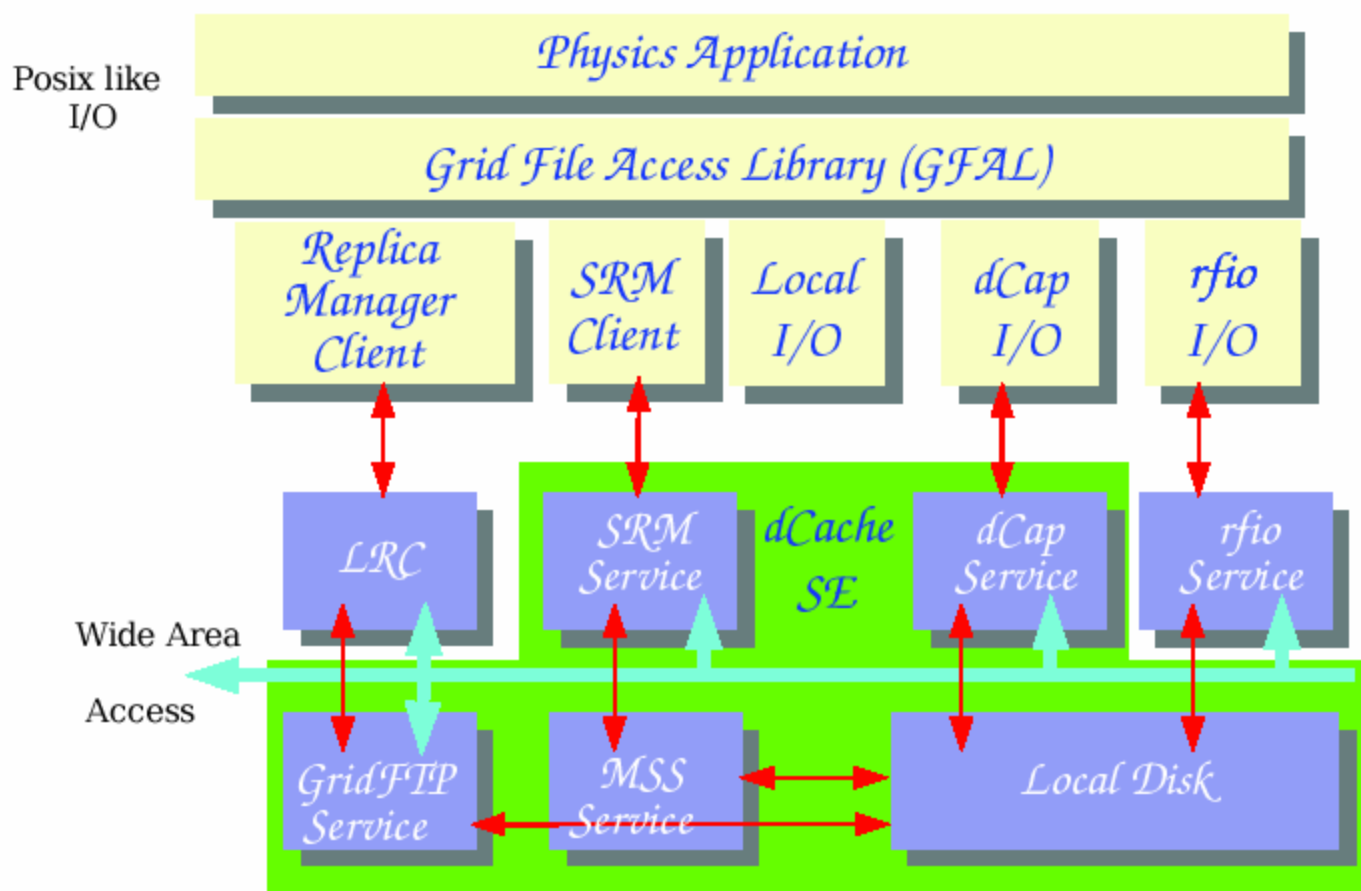 Physics Application
Posix like
I/O
Grid File Access Library (GFAL)
Replica
Manager
Client
SRM
Client
Local
I/O
dCap
I/O
rfio
I/O
LRC
SRM
Service
dCache
SE
dCap
Service
rfio
Service
Wide Area
Access
GridFTP
Service
MSS
Service
Local Disk